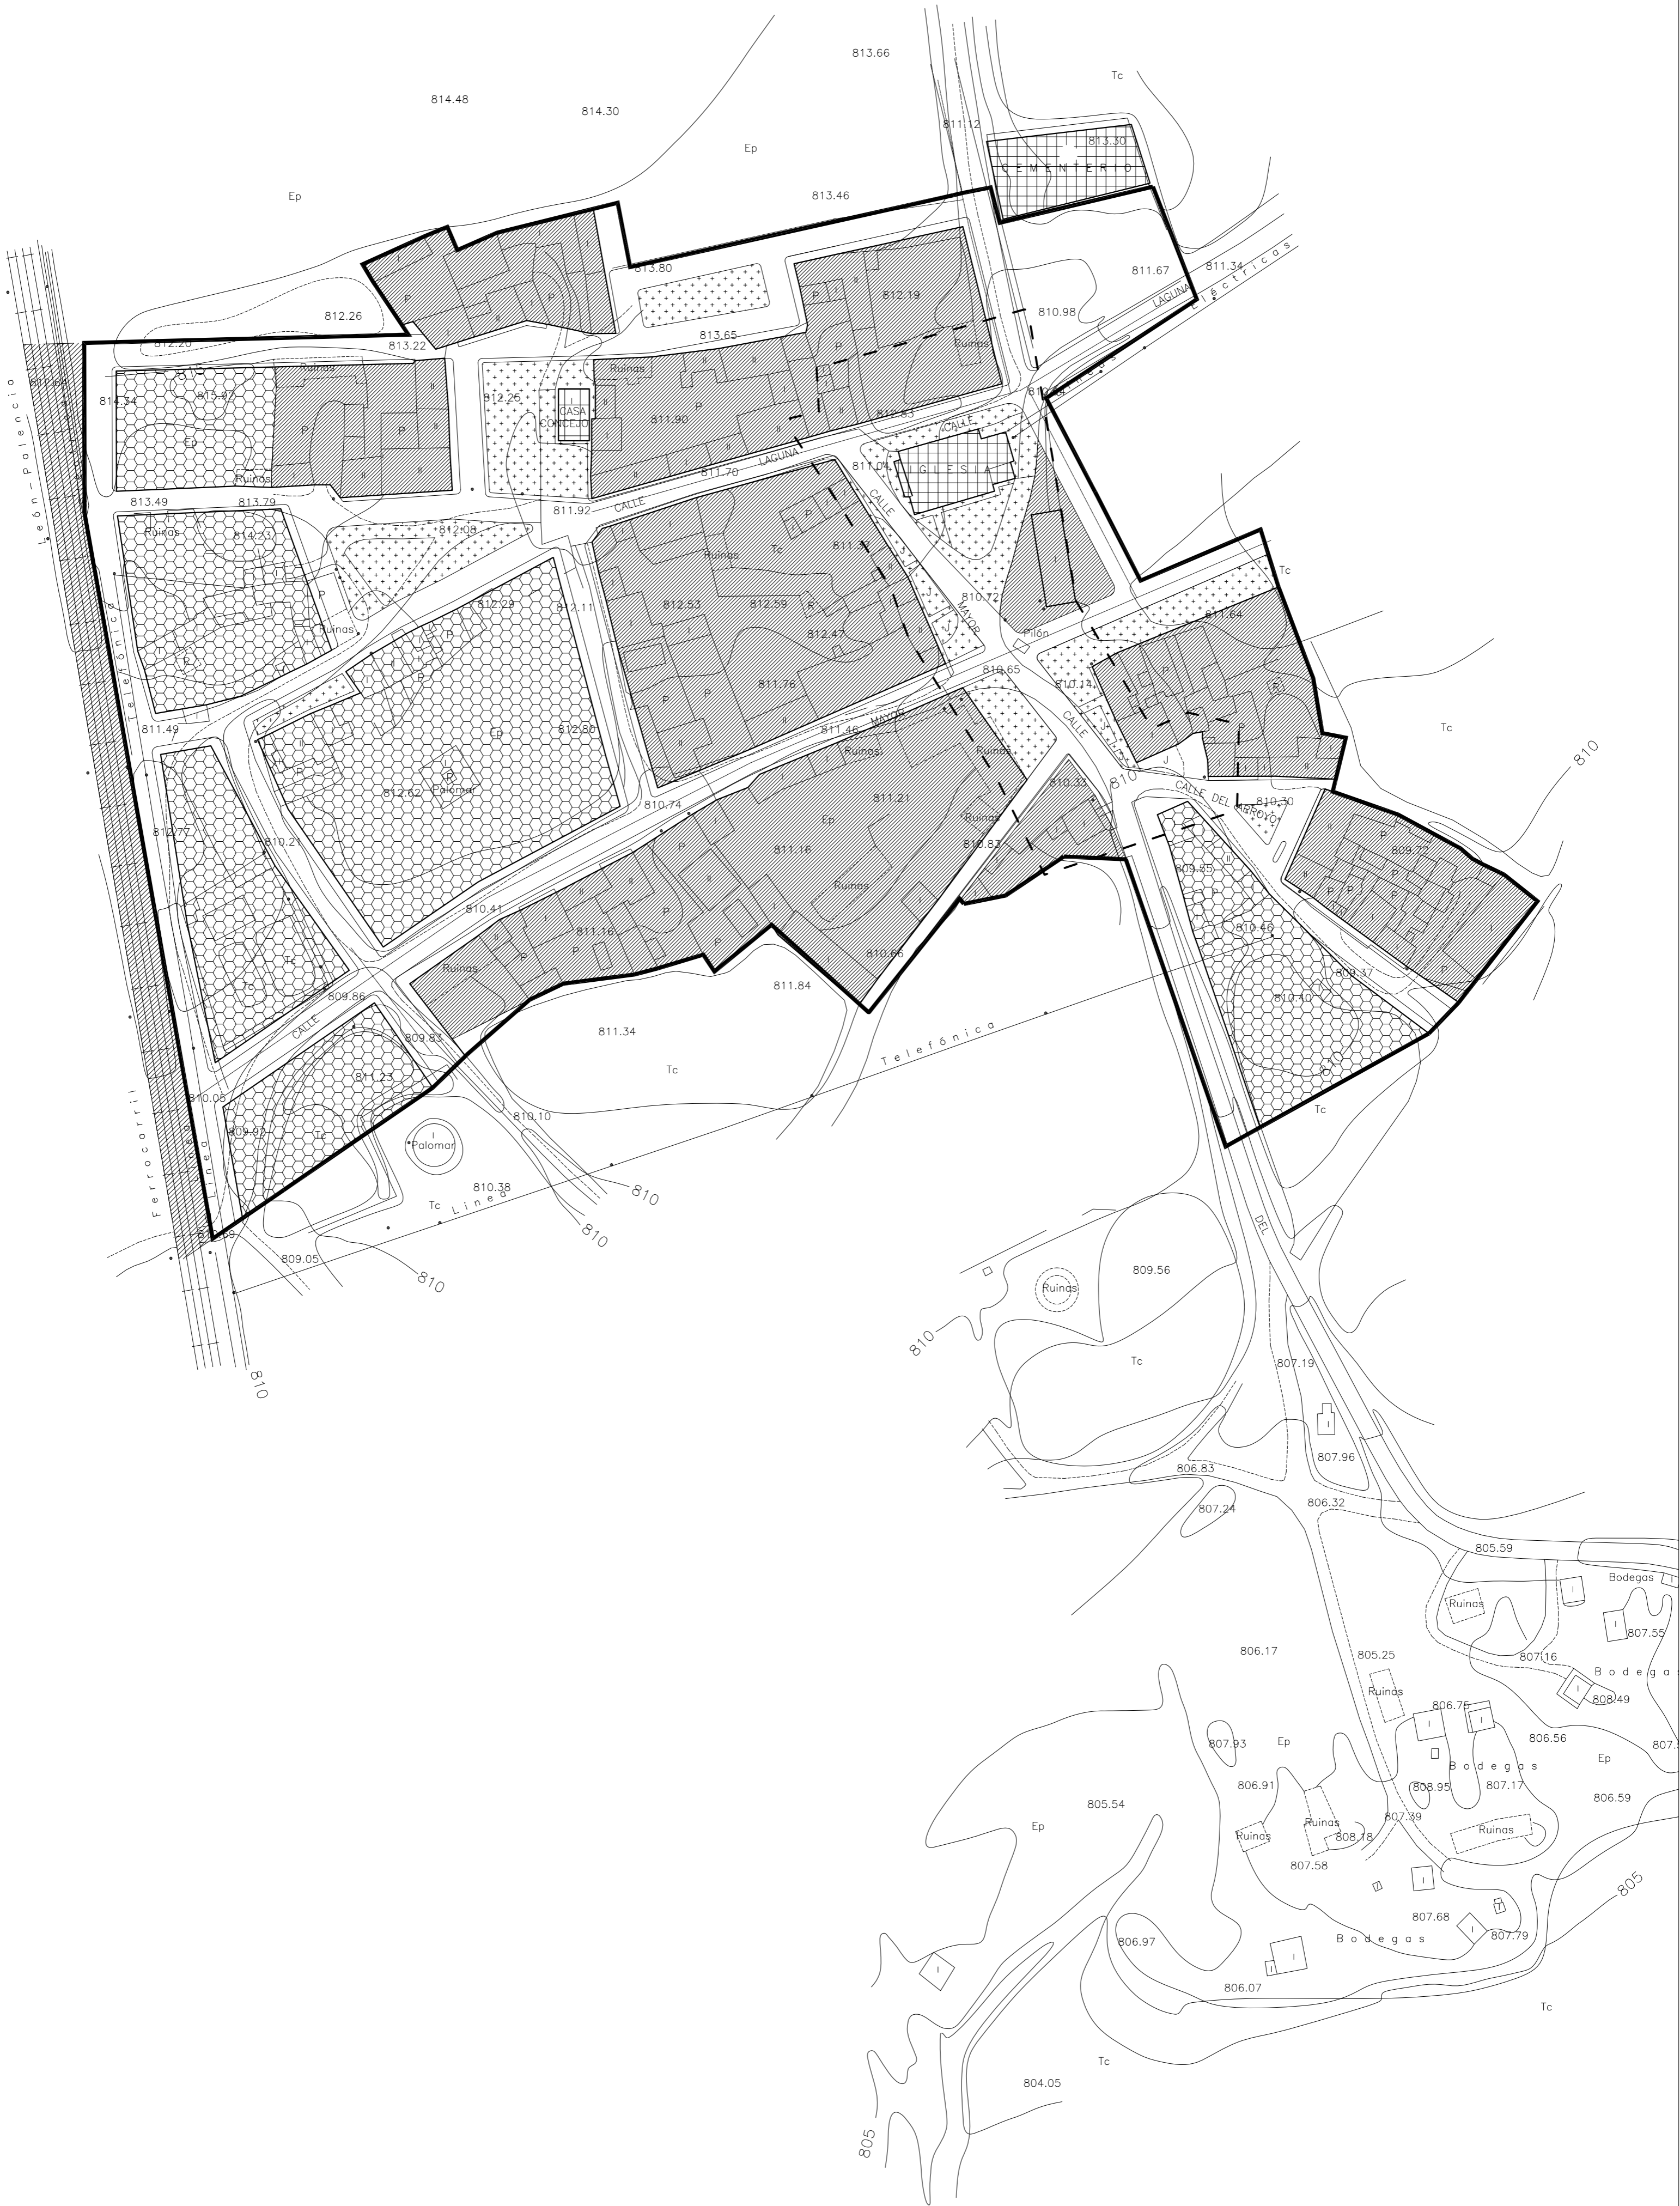 813.66
Tc
814.48
814.30
811.12
813.30
CEMENTERIO
Ep
Ep
813.46
813.80
811.67
811.34
LAGUNA
Eléctricas
812.26
812.20
813.22
813.65
812.19
810.98
Ruinas
Ruinas
Ruinas
812.64
814.34
815.92
Ep
812.25
CASA
CONCEJO
811.90
812.83
CALLE
León-Palencia
Ruinas
811.70
LAGUNA
811.04
IGLESIA
813.49
813.79
CALLE
811.92
CALLE
Ruinas
814.23
812.08
Ruinas
Tc
811.37
Tc
Telefónica
812.29
812.11
812.53
812.59
R
812.47
810.72
MAYOR
811.64
Pilón
Ruinas
R
810.65
811.76
810.14
R
811.49
Ep
812.80
811.46
MAYOR
Ruinas
Ruinas
CALLE
Tc
810
812.62
R
Palomar
810.74
811.21
810.33
810
CALLE DEL ARROYO
810.30
812.77
810.21
Ep
Ruinas
810.83
811.16
809.55
809.72
Ruinas
810.41
811.16
810.46
Tc
Tc
Ruinas
810.66
809.37
809.86
811.84
810.40
CALLE
809.83
811.34
Telefónica
810
811.23
Tc
810.05
809.92
Tc
810.10
Tc
Ferrocarril
Línea
Palomar
810.38
Tc
Línea
810
810
809.05
810
810
DEL
809.56
Ruinas
810
Tc
807.19
807.96
806.83
807.24
806.32
805.59
Bodegas
Ruinas
807.55
806.17
805.25
807.16
Bodegas
Ruinas
808.49
806.75
807.93
Ep
806.56
Ep
Bodegas
806.91
808.95
807.17
806.59
805.54
807.39
Ep
Ruinas
Ruinas
808.18
Ruinas
807.58
805
807.68
807.79
806.97
Bodegas
806.07
Tc
Tc
804.05
805